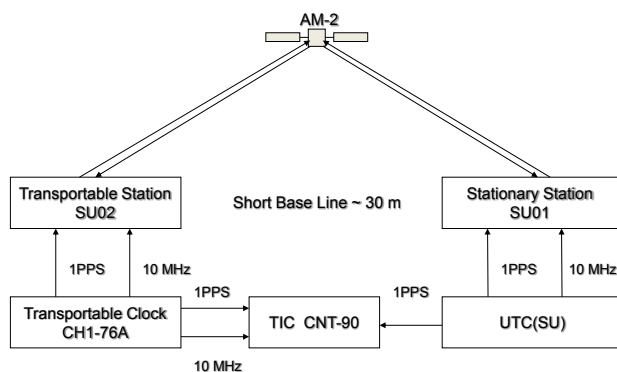 AM-2
Transportable Station
SU02
Short Base Line ~ 30 m
Stationary Station
SU01
1PPS
10 MHz
1PPS
10 MHz
Transportable Clock
CH1-76A
1PPS
10 MHz
TIC CNT-90
1PPS
UTC(SU)